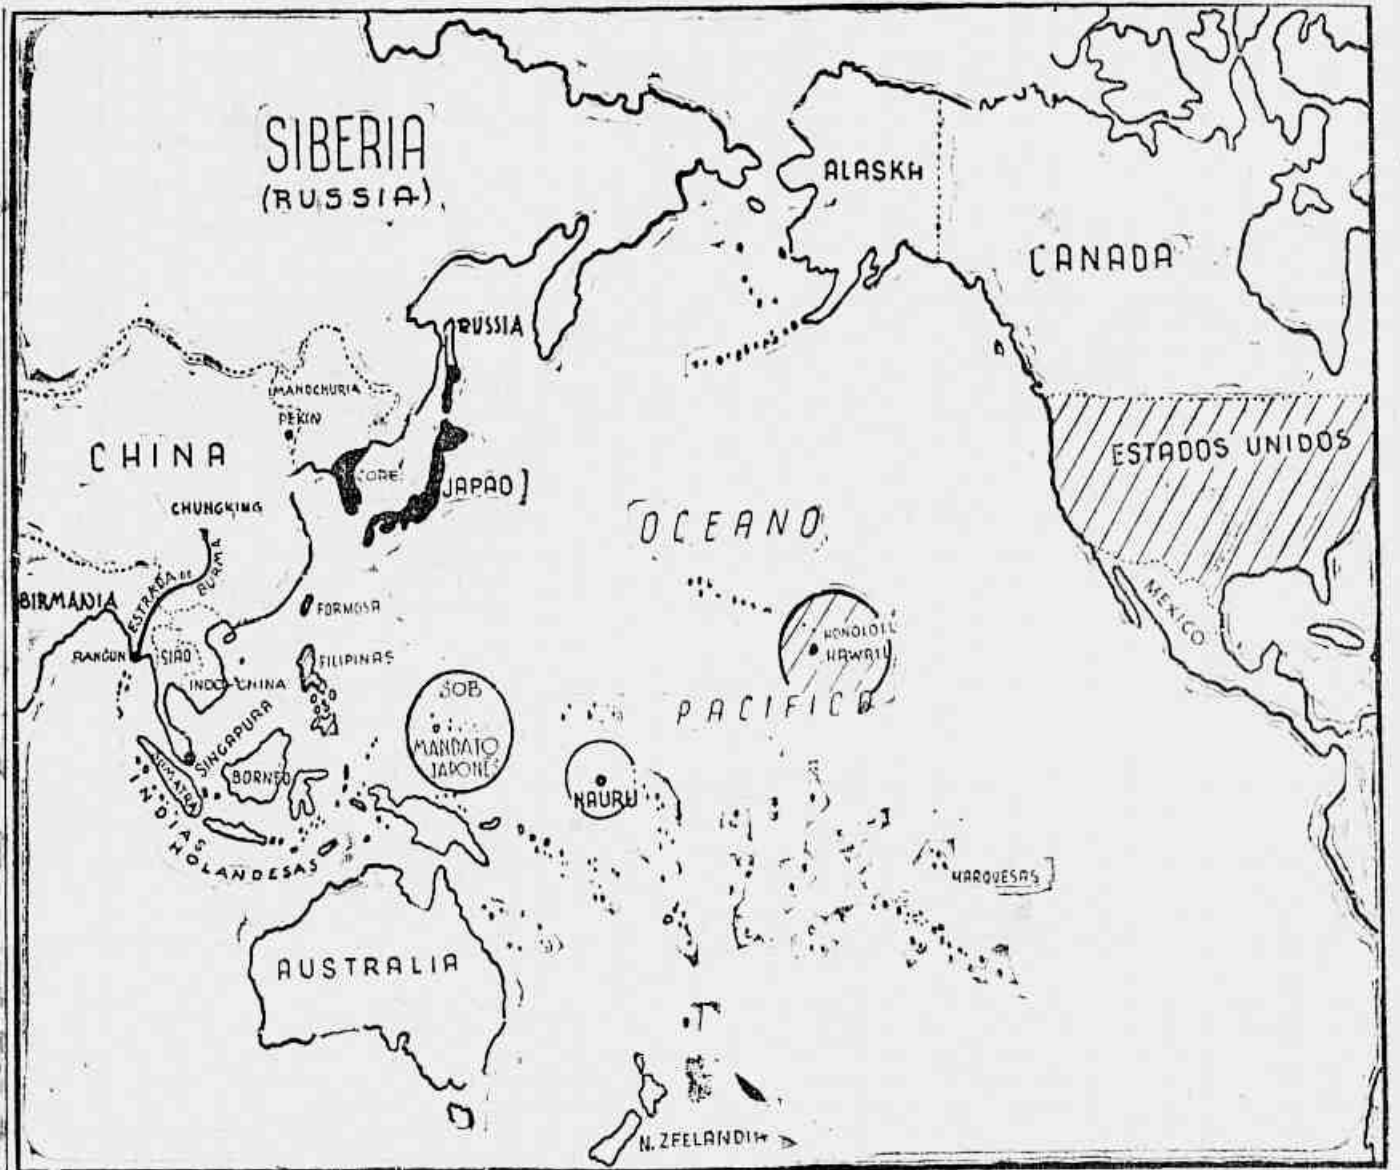 SIBERIA
(RUSSIA)
ALASKA
CANADA
RUSSIA
MANDCHURIA
PEKIN
CHINA
CORE
JAPÃO
ESTADOS UNIDOS
CHUNGKING
OCEANO
ESTRADA DE BURMA
BIRMANIA
FORMOSA
MEXICO
HONOLULU
HAWAII
RANGUN
SIÃO
FILIPINAS
INDO-CHINA
SOB
MANDATO
JAPONÊS
PACIFICO
SINGAPURA
SUMATRA
BORNEO
NAURU
INDIAS
HOLANDESAS
MARQUESAS
AUSTRALIA
N. ZEELANDIA